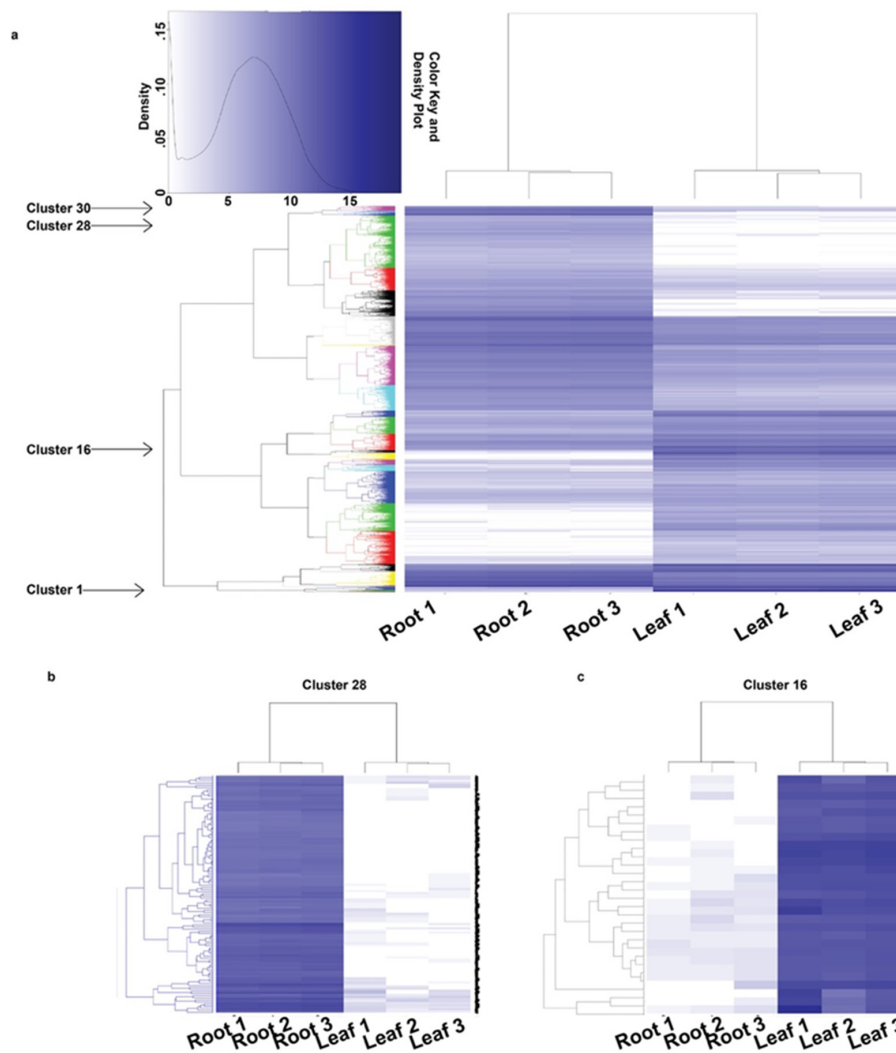 a
.15
.10
.05
0
Density
Color Key and
Density Plot
0 5 10 15
Cluster 30
Cluster 28
Cluster 16
Cluster 1
Root 1 Root 2 Root 3 Leaf 1 Leaf 2 Leaf 3
b
Cluster 28
Root 1 Root 2 Root 3 Leaf 1 Leaf 2 Leaf 3
c
Cluster 16
Root 1 Root 2 Root 3 Leaf 1 Leaf 2 Leaf 3